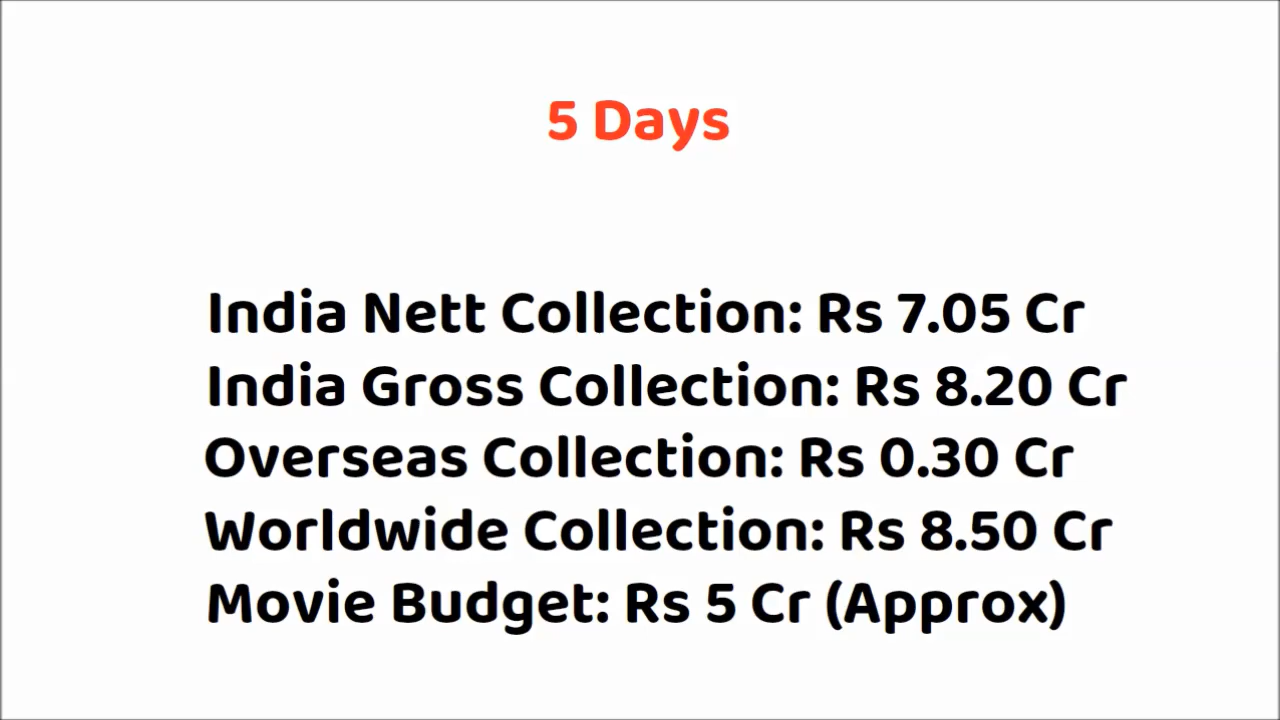 5 Days
India Nett Collection: Rs 7.05 Cr
India Gross Collection: Rs 8.20 Cr
Overseas Collection: Rs 0.30 Cr
Worldwide Collection: Rs 8.50 Cr
Movie Budget: Rs 5 Cr (Approx)